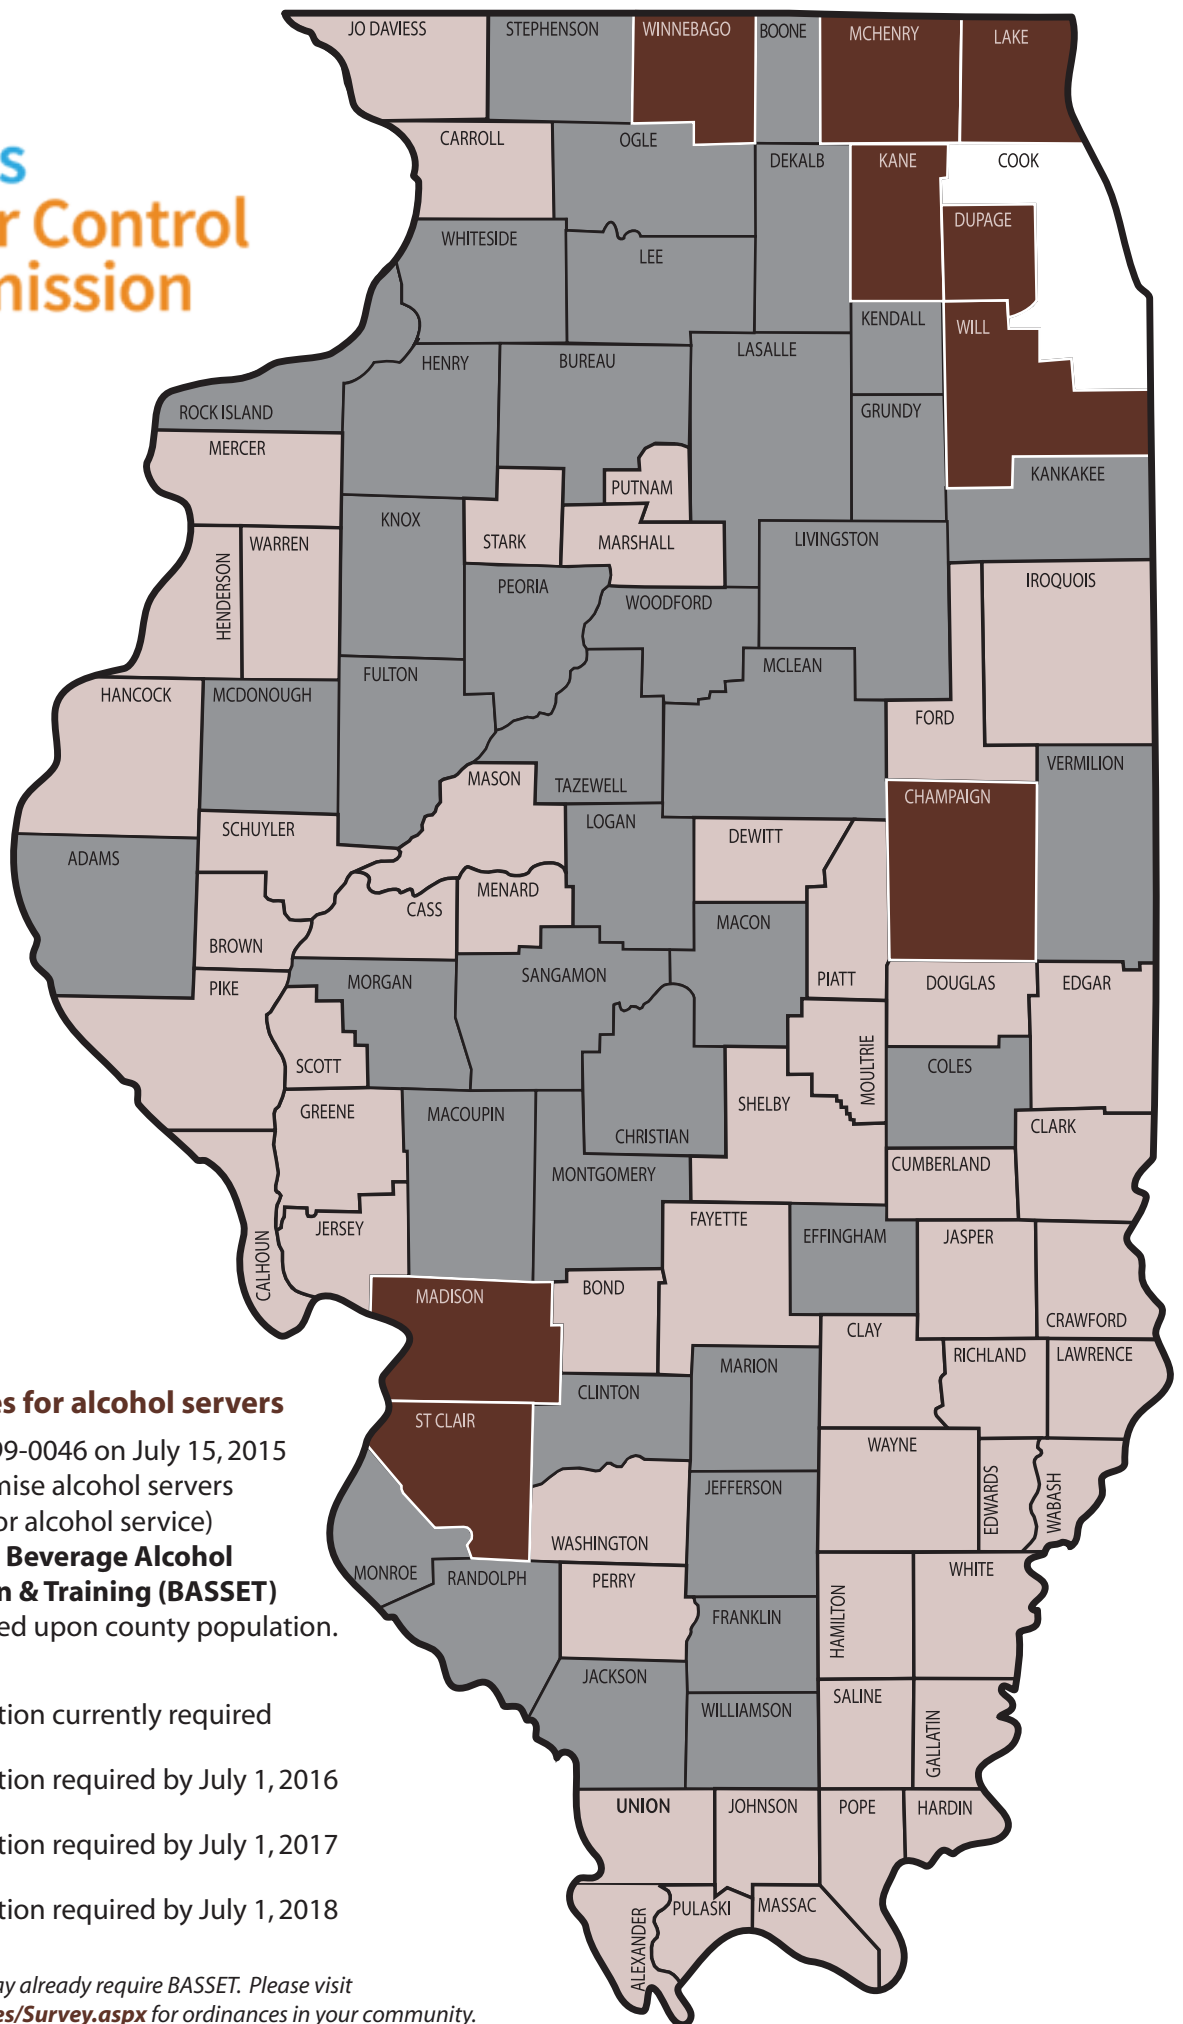 s
r Control
mission
JO DAVIESS
STEPHENSON
WINNEBAGO
BOONE
MCHENRY
LAKE
CARROLL
OGLE
DEKALB
KANE
COOK
DUPAGE
WHITESIDE
LEE
KENDALL
WILL
ROCK ISLAND
HENRY
BUREAU
LASALLE
GRUNDY
MERCER
PUTNAM
KANKAKEE
KNOX
STARK
MARSHALL
LIVINGSTON
HENDERSON
WARREN
PEORIA
WOODFORD
IROQUOIS
HANCOCK
MCDONOUGH
FULTON
MCLEAN
FORD
TAZEWELL
VERMILION
MASON
CHAMPAIGN
SCHUYLER
LOGAN
DEWITT
ADAMS
CASS
MENARD
BROWN
MACON
PIKE
MORGAN
SANGAMON
PIATT
DOUGLAS
EDGAR
SCOTT
MOULTRIE
COLES
GREENE
MACOUPIN
CHRISTIAN
SHELBY
CLARK
MONTGOMERY
CUMBERLAND
CALHOUN
JERSEY
FAYETTE
EFFINGHAM
JASPER
MADISON
BOND
CLAY
CRAWFORD
MARION
RICHLAND
LAWRENCE
CLINTON
ST CLAIR
WAYNE
EDWARDS
WABASH
JEFFERSON
WASHINGTON
MONROE
RANDOLPH
PERRY
HAMILTON
WHITE
FRANKLIN
JACKSON
WILLIAMSON
SALINE
GALLATIN
UNION
JOHNSON
POPE
HARDIN
ALEXANDER
PULASKI
MASSAC
es for alcohol servers
99-0046 on July 15, 2015
mise alcohol servers
or alcohol service)
Beverage Alcohol
n & Training (BASSET)
ed upon county population.
tion currently required
tion required by July 1, 2016
tion required by July 1, 2017
tion required by July 1, 2018
ay already require BASSET. Please visit
es/Survey.aspx for ordinances in your community.